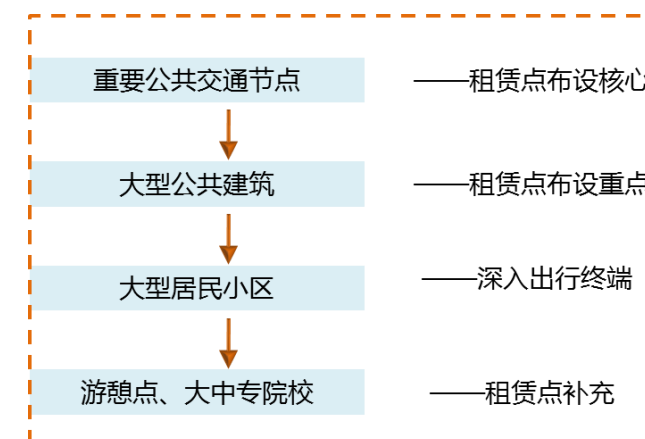 重要公共交通节点 ——租赁点布设核心
大型公共建筑 ——租赁点布设重点
大型居民小区 ——深入出行终端
游憩点、大中专院校 ——租赁点补充